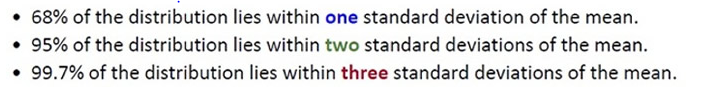 • 68% of the distribution lies within one standard deviation of the mean.
• 95% of the distribution lies within two standard deviations of the mean.
• 99.7% of the distribution lies within three standard deviations of the mean.